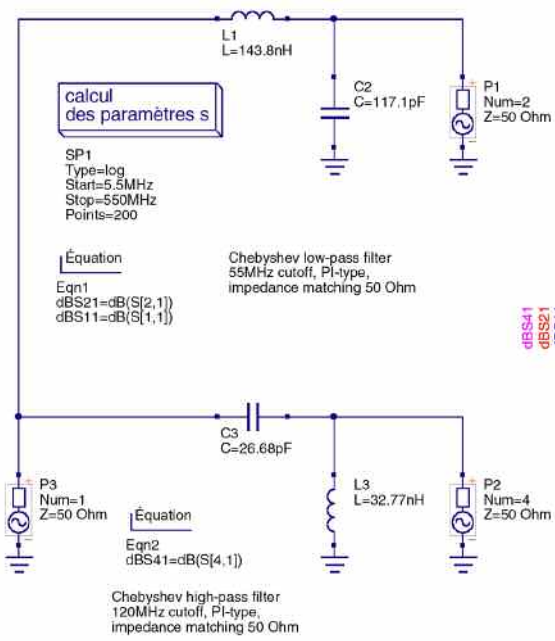 L1
L=143.8nH
C2
C=117.1pF
P1
Num=2
Z=50 Ohm
calcul
des paramètres s
SP1
Type=log
Start=5.5MHz
Stop=550MHz
Points=200
Équation
Eqn1
dBS21=dB(S[2,1])
dBS11=dB(S[1,1])
Chebyshev low-pass filter
55MHz cutoff, PI-type,
impedance matching 50 Ohm
dBS41
dBS21
C3
C=26.68pF
P3
Num=1
Z=50 Ohm
L3
L=32.77nH
P2
Num=4
Z=50 Ohm
Équation
Eqn2
dBS41=dB(S[4,1])
Chebyshev high-pass filter
120MHz cutoff, PI-type,
impedance matching 50 Ohm